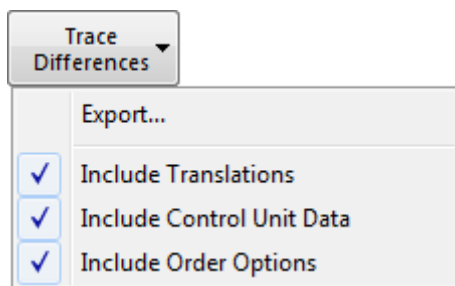 Trace
Differences
Export...
Include Translations
Include Control Unit Data
Include Order Options